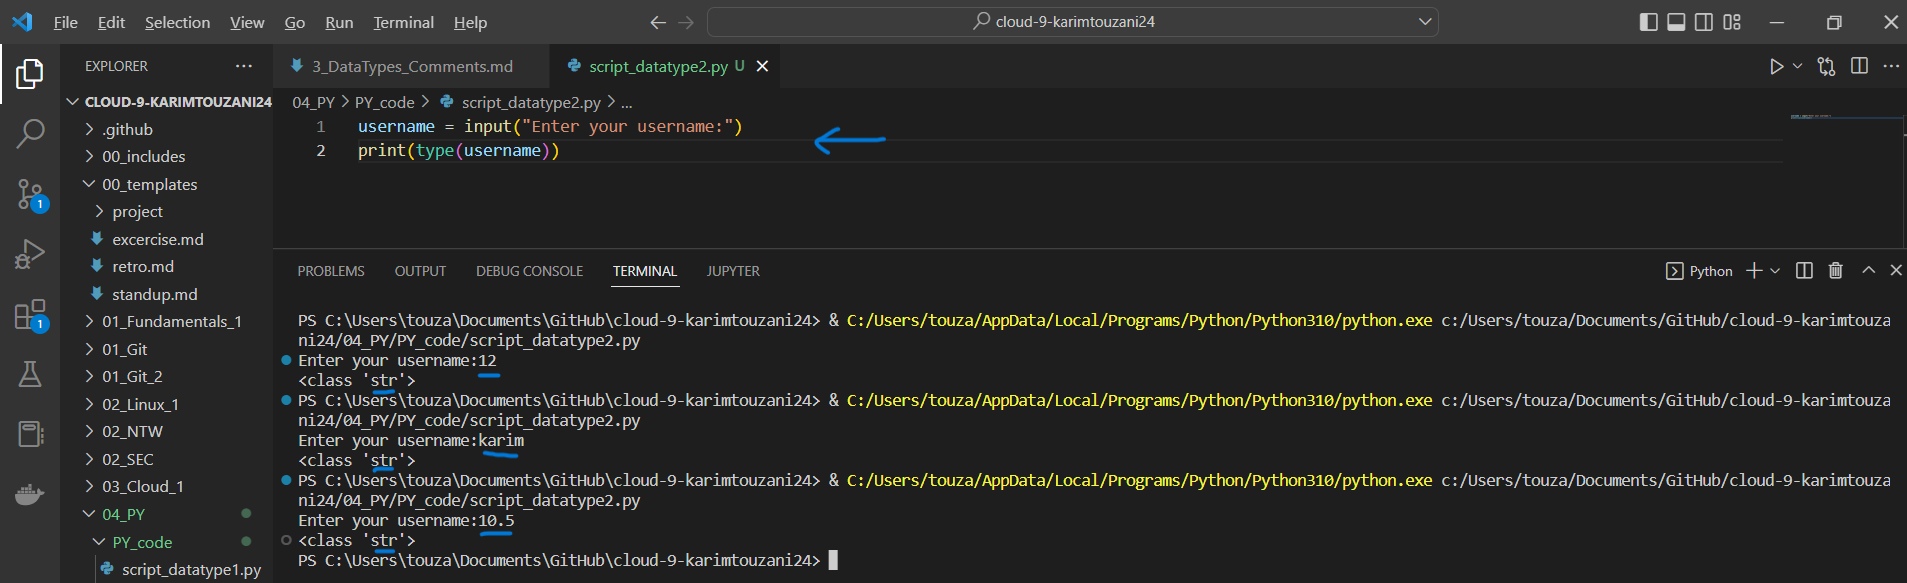 File Edit Selection View Go Run Terminal Help
cloud-9-karimtouzani24
EXPLORER
CLOUD-9-KARIMTOUZANI24
.github
00_includes
00_templates
project
excercise.md
retro.md
standup.md
01_Fundamentals_1
01_Git
01_Git_2
02_Linux_1
02_NTW
02_SEC
03_Cloud_1
04_PY
PY_code
script_datatype1.py
1
1
3_DataTypes_Comments.md
script_datatype2.py U
04_PY > PY_code > script_datatype2.py > ...
1 username = input("Enter your username:")
2 print(type(username))
PROBLEMS OUTPUT DEBUG CONSOLE TERMINAL JUPYTER
Python
PS C:\Users\touza\Documents\GitHub\cloud-9-karimtouzani24> & C:/Users/touza/AppData/Local/Programs/Python/Python310/python.exe c:/Users/touza/Documents/GitHub/cloud-9-karimtouza
ni24/04_PY/PY_code/script_datatype2.py
Enter your username:12
<class 'str'>
PS C:\Users\touza\Documents\GitHub\cloud-9-karimtouzani24> & C:/Users/touza/AppData/Local/Programs/Python/Python310/python.exe c:/Users/touza/Documents/GitHub/cloud-9-karimtouza
ni24/04_PY/PY_code/script_datatype2.py
Enter your username:karim
<class 'str'>
PS C:\Users\touza\Documents\GitHub\cloud-9-karimtouzani24> & C:/Users/touza/AppData/Local/Programs/Python/Python310/python.exe c:/Users/touza/Documents/GitHub/cloud-9-karimtouza
ni24/04_PY/PY_code/script_datatype2.py
Enter your username:10.5
<class 'str'>
PS C:\Users\touza\Documents\GitHub\cloud-9-karimtouzani24>